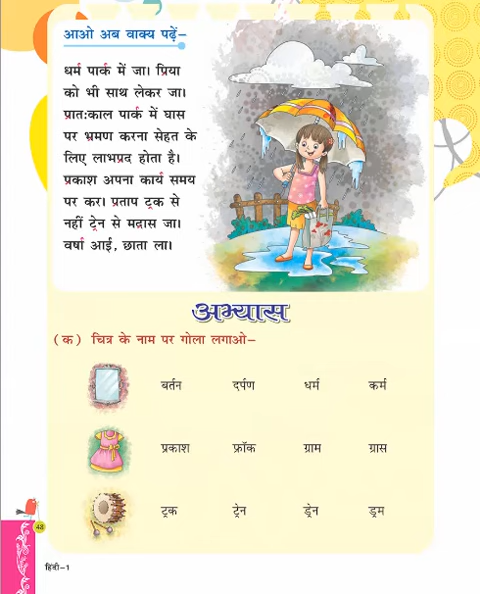 आओ अब वाक्य पढ़ें–
धर्म पार्क में जा। प्रिया
को भी साथ लेकर जा।
प्रात:काल पार्क में घास
पर भ्रमण करना सेहत के
लिए लाभप्रद होता है।
प्रकाश अपना कार्य समय
पर कर। प्रताप ट्रक से
नहीं ट्रेन से मद्रास जा।
वर्षा आई, छाता ला।
अभ्यास
(क) चित्र के नाम पर गोला लगाओ–
बर्तन दर्पण धर्म कर्म
प्रकाश फ्रॉक ग्राम ग्रास
ट्रक ट्रेन ड्रेन ड्रम
48
हिंदी–1